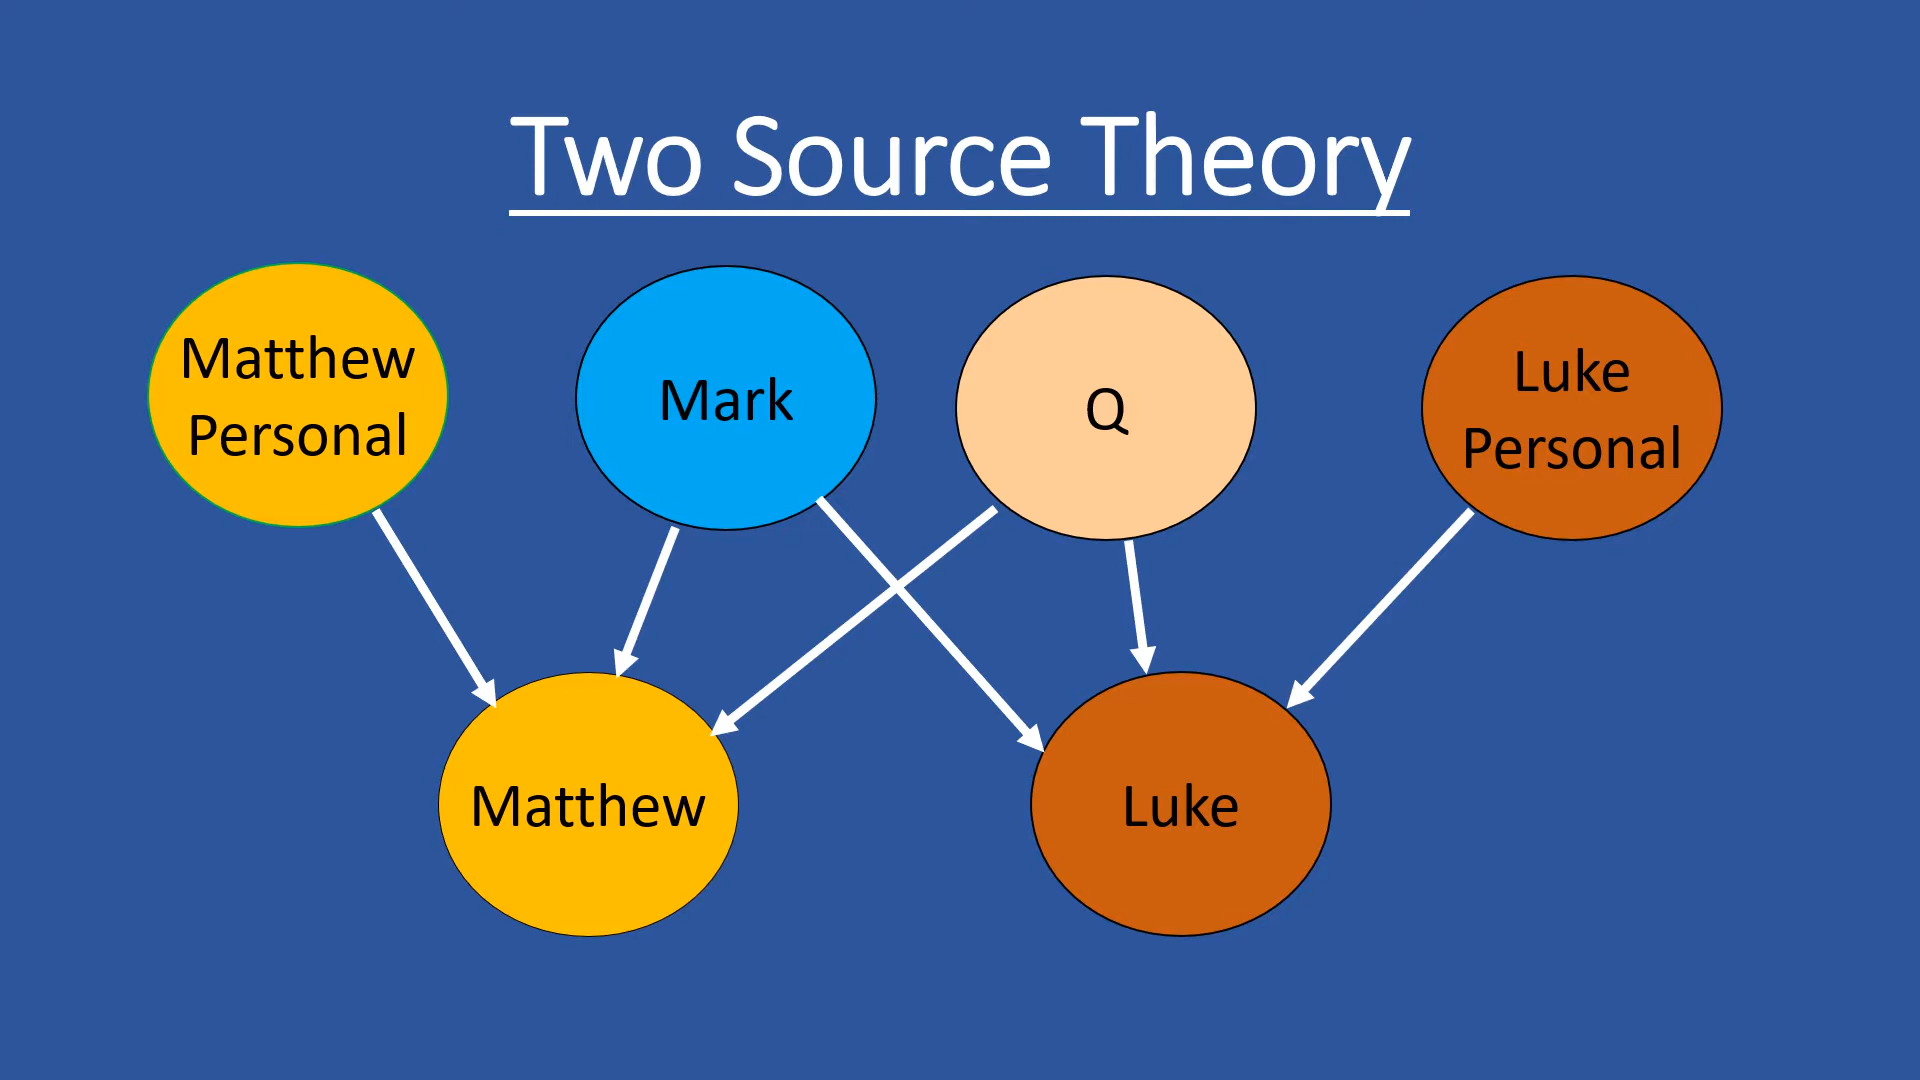 Two Source Theory
Matthew
Personal
Mark
Q
Luke
Personal
Matthew
Luke